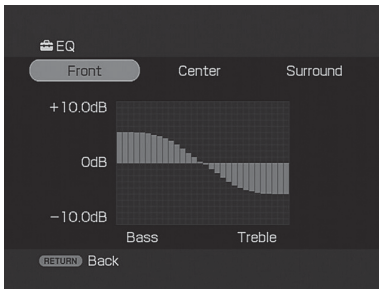 EQ
Front Center Surround
+10.0dB
0dB
−10.0dB
Bass Treble
RETURN Back